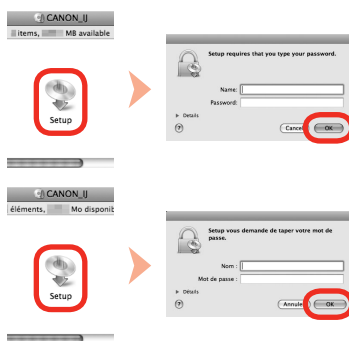 CANON_IJ
items, MB available
Setup
Setup requires that you type your password.
Name:
Password:
Details
?
Cancel
OK
CANON_IJ
éléments, Mo disponib
Setup
Setup vous demande de taper votre mot de
passe.
Nom :
Mot de passe :
Détails
?
Annuler
OK